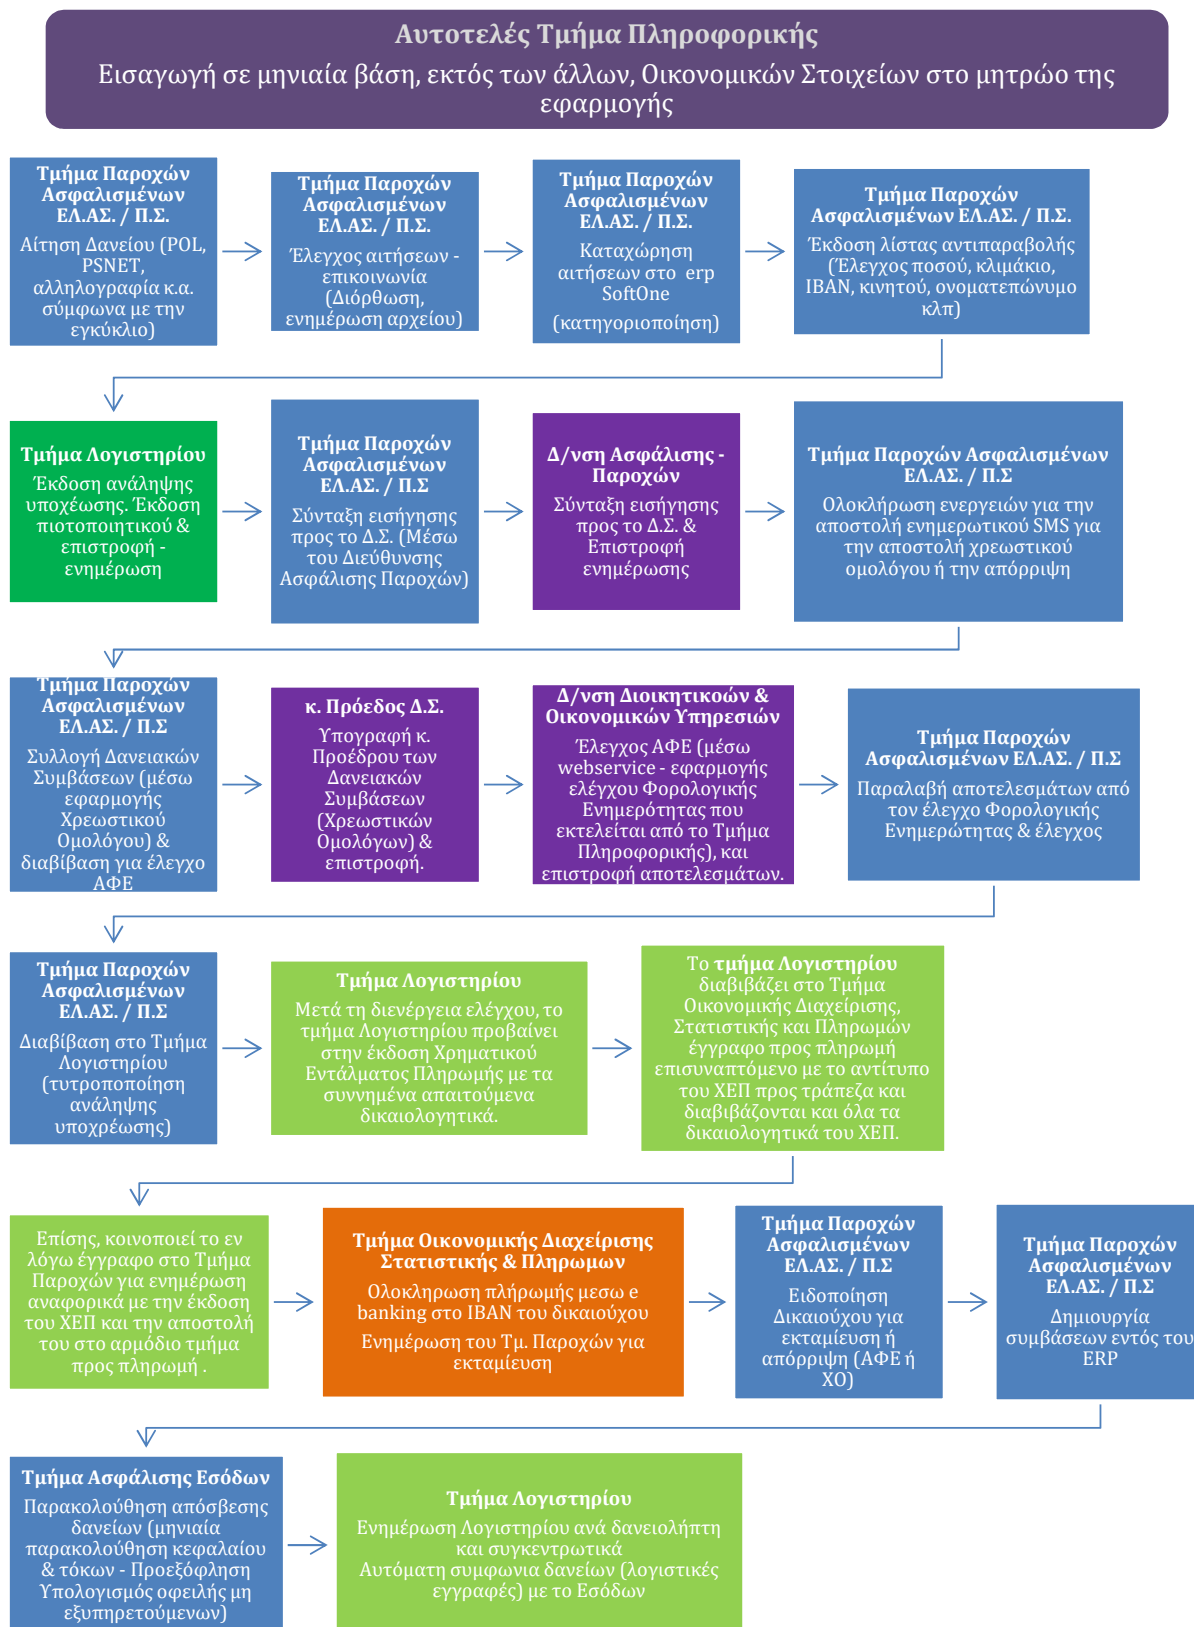 Αυτοτελές Τμήμα Πληροφορικής
Εισαγωγή σε μηνιαία βάση, εκτός των άλλων, Οικονομικών Στοιχείων στο μητρώο της
εφαρμογής
Τμήμα Παροχών
Ασφαλισμένων
ΕΛ.ΑΣ. / Π.Σ.
Αίτηση Δανείου (POL,
PSNET,
αλληλογραφία κ.α.
σύμφωνα με την
εγκύκλιο)
Τμήμα Παροχών
Ασφαλισμένων
ΕΛ.ΑΣ. / Π.Σ.
Έλεγχος αιτήσεων -
επικοινωνία
(Διόρθωση,
ενημέρωση αρχείου)
Τμήμα Παροχών
Ασφαλισμένων
ΕΛ.ΑΣ. / Π.Σ.
Καταχώρηση
αιτήσεων στο erp
SoftOne
(κατηγοριοποίηση)
Τμήμα Παροχών
Ασφαλισμένων ΕΛ.ΑΣ. / Π.Σ.
Έκδοση λίστας αντιπαραβολής
(Έλεγχος ποσού, κλιμάκιο,
IBAN, κινητού, ονοματεπώνυμο
κλπ)
Τμήμα Λογιστηρίου
Έκδοση ανάληψης
υποχέωσης. Έκδοση
πιοτοποιητικού &
επιστροφή -
ενημέρωση
Τμήμα Παροχών
Ασφαλισμένων
ΕΛ.ΑΣ. / Π.Σ
Σύνταξη εισήγησης
προς το Δ.Σ. (Μέσω
του Διεύθυνσης
Ασφάλισης Παροχών)
Δ/νση Ασφάλισης -
Παροχών
Σύνταξη εισήγησης
προς το Δ.Σ. &
Επιστροφή
ενημέρωσης
Τμήμα Παροχών Ασφαλισμένων
ΕΛ.ΑΣ. / Π.Σ
Ολοκλήρωση ενεργειών για την
αποστολή ενημερωτικού SMS για
την αποστολή χρεωστικού
ομολόγου ή την απόρριψη
Τμήμα Παροχών
Ασφαλισμένων
ΕΛ.ΑΣ. / Π.Σ
Συλλογή Δανειακών
Συμβάσεων (μέσω
εφαρμογής
Χρεωστικού
Ομολόγου) &
διαβίβαση για έλεγχο
ΑΦΕ
κ. Πρόεδος Δ.Σ.
Υπογραφή κ.
Προέδρου των
Δανειακών
Συμβάσεων
(Χρεωστικών
Ομολόγων) &
επιστροφή.
Δ/νση Διοικητικοών &
Οικονομικών Υπηρεσιών
Έλεγχος ΑΦΕ (μέσω
webservice - εφαρμογής
ελέγχου Φορολογικής
Ενημερότητας που
εκτελείται από το Τμήμα
Πληροφορικής), και
επιστροφή αποτελεσμάτων.
Τμήμα Παροχών
Ασφαλισμένων ΕΛ.ΑΣ. / Π.Σ
Παραλαβή αποτελεσμάτων από
τον έλεγχο Φορολογικής
Ενημερώτητας & έλεγχος
Τμήμα Παροχών
Ασφαλισμένων
ΕΛ.ΑΣ. / Π.Σ
Διαβίβαση στο Τμήμα
Λογιστηρίου
(τυτροποποίηση
ανάληψης
υποχρέωσης)
Τμήμα Λογιστηρίου
Μετά τη διενέργεια ελέγχου, το
τμήμα Λογιστηρίου προβαίνει
στην έκδοση Χρηματικού
Εντάλματος Πληρωμής με τα
συννημένα απαιτούμενα
δικαιολογητικά.
Το τμήμα Λογιστηρίου
διαβιβάζει στο Τμήμα
Οικονομικής Διαχείρισης,
Στατιστικής και Πληρωμών
έγγραφο προς πληρωμή
επισυναπτόμενο με το αντίτυπο
του ΧΕΠ προς τράπεζα και
διαβιβάζονται και όλα τα
δικαιολογητικά του ΧΕΠ.
Επίσης, κοινοποιεί το εν
λόγω έγγραφο στο Τμήμα
Παροχών για ενημέρωση
αναφορικά με την έκδοση
του ΧΕΠ και την αποστολή
του στο αρμόδιο τμήμα
προς πληρωμή .
Τμήμα Οικονομικής Διαχείρισης
Στατιστικής & Πληρωμων
Ολοκληρωση πλήρωμής μεσω e
banking στο IBAN του δικαιούχου
Ενημέρωση του Τμ. Παροχών για
εκταμίευση
Τμήμα Παροχών
Ασφαλισμένων
ΕΛ.ΑΣ. / Π.Σ
Ειδοποίηση
Δικαιούχου για
εκταμίευση ή
απόρριψη (ΑΦΕ ή
ΧΟ)
Τμήμα Παροχών
Ασφαλισμένων
ΕΛ.ΑΣ. / Π.Σ
Δημιουργία
συμβάσεων εντός του
ERP
Τμήμα Ασφάλισης Εσόδων
Παρακολούθηση απόσβεσης
δανείων (μηνιαία
παρακολούθηση κεφαλαίου
& τόκων - Προεξόφληση
Υπολογισμός οφειλής μη
εξυπηρετούμενων)
Τμήμα Λογιστηρίου
Ενημέρωση Λογιστηρίου ανά δανειολήπτη
και συγκεντρωτικά
Αυτόματη συμφωνια δανείων (λογιστικές
εγγραφές) με το Εσόδων